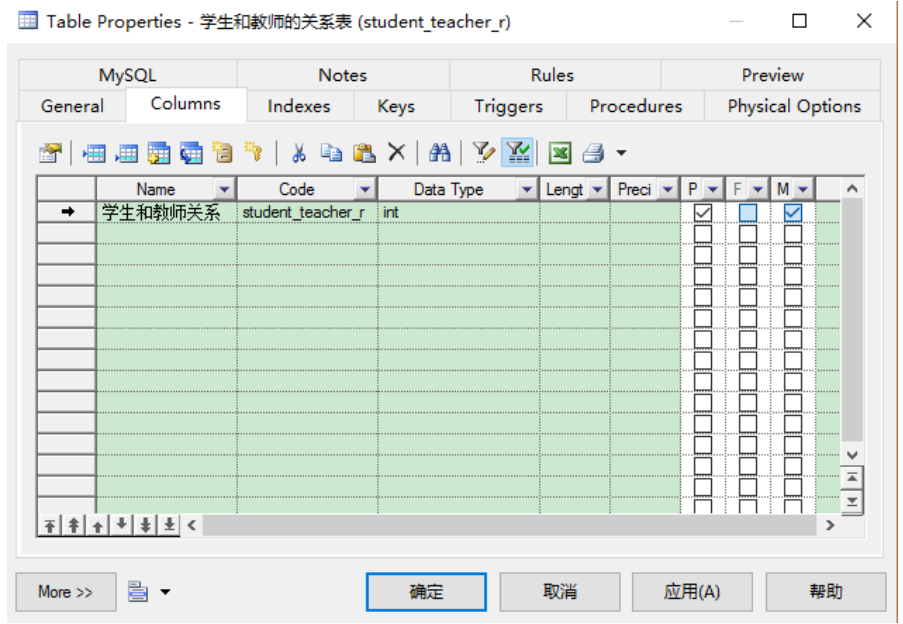 Table Properties - 学生和教师的关系表 (student_teacher_r)
MySQL Notes Rules Preview
General Columns Indexes Keys Triggers Procedures Physical Options
Name Code Data Type Lengt Preci P F M
学生和教师关系 student_teacher_r int
More >> 确定 取消 应用(A) 帮助